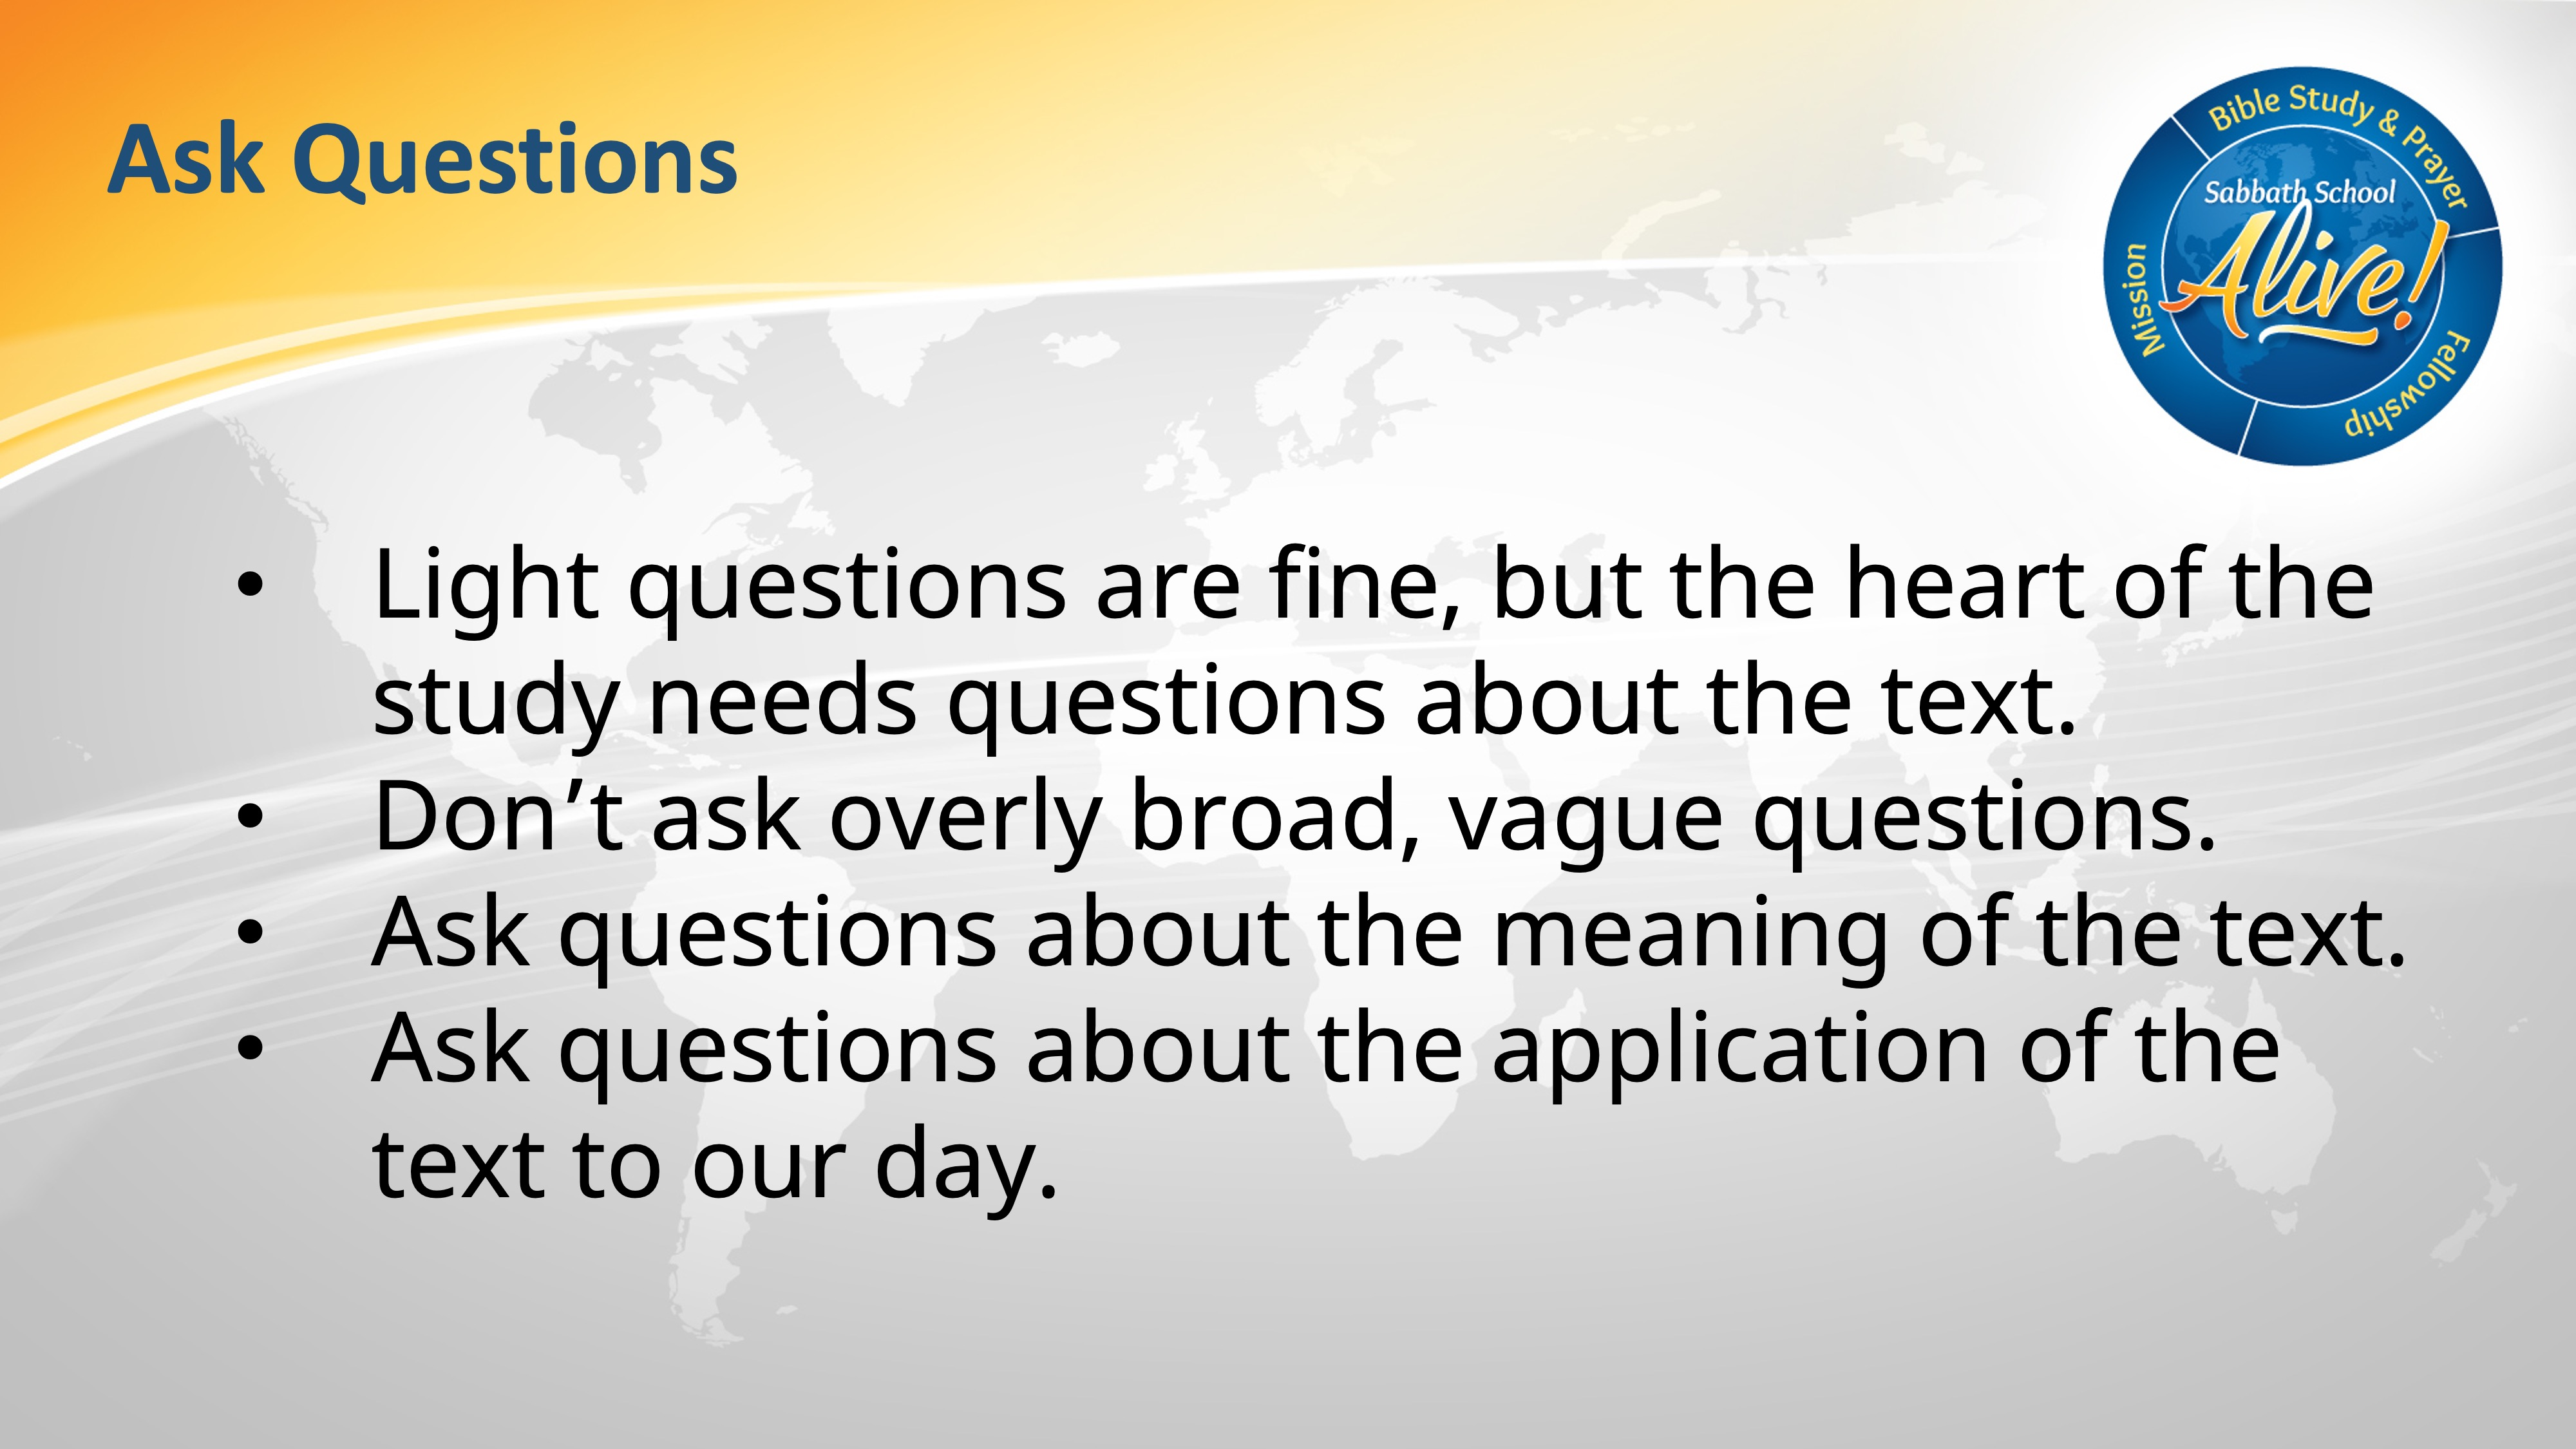 Ask Questions
Bible Study & Prayer
Sabbath School
Alive!
Mission
Fellowship
• Light questions are fine, but the heart of the
study needs questions about the text.
• Don’t ask overly broad, vague questions.
• Ask questions about the meaning of the text.
• Ask questions about the application of the
text to our day.